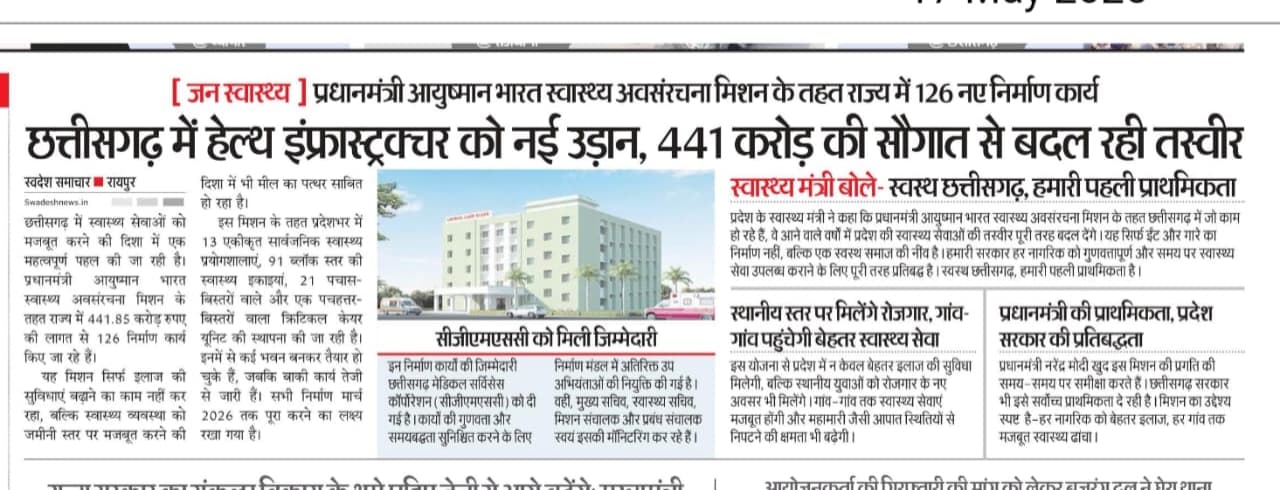 [ जन स्वास्थ्य ] प्रधानमंत्री आयुष्मान भारत स्वास्थ्य अवसंरचना मिशन के तहत राज्य में 126 नए निर्माण कार्य
छत्तीसगढ़ में हेल्थ इंफ्रास्ट्रक्चर को नई उड़ान, 441 करोड़ की सौगात से बदल रही तस्वीर
स्वदेश समाचार ■ रायपुर
Swadeshnews.in
छत्तीसगढ़ में स्वास्थ्य सेवाओं को
मजबूत करने की दिशा में एक
महत्वपूर्ण पहल की जा रही है।
प्रधानमंत्री आयुष्मान भारत
स्वास्थ्य अवसंरचना मिशन के
तहत राज्य में 441.85 करोड़ रुपए
की लागत से 126 निर्माण कार्य
किए जा रहे हैं।
यह मिशन सिर्फ इलाज की
सुविधाएं बढ़ाने का काम नहीं कर
रहा, बल्कि स्वास्थ्य व्यवस्था को
जमीनी स्तर पर मजबूत करने की
दिशा में भी मील का पत्थर साबित
हो रहा है।
इस मिशन के तहत प्रदेशभर में
13 एकीकृत सार्वजनिक स्वास्थ्य
प्रयोगशालाएं, 91 ब्लॉक स्तर की
स्वास्थ्य इकाइयां, 21 पचास-
बिस्तरों वाले और एक पचहत्तर-
बिस्तरों वाला क्रिटिकल केयर
यूनिट की स्थापना की जा रही है।
इनमें से कई भवन बनकर तैयार हो
चुके हैं, जबकि बाकी कार्य तेजी
से जारी हैं। सभी निर्माण मार्च
2026 तक पूरा करने का लक्ष्य
रखा गया है।
सीजीएमएससी को मिली जिम्मेदारी
इन निर्माण कार्यों की जिम्मेदारी
छत्तीसगढ़ मेडिकल सर्विसेस
कॉर्पोरेशन (सीजीएमएससी) को दी
गई है। कार्यों की गुणवत्ता और
समयबद्धता सुनिश्चित करने के लिए
निर्माण मंडल में अतिरिक्त उप
अभियंताओं की नियुक्ति की गई है।
वहीं, मुख्य सचिव, स्वास्थ्य सचिव,
मिशन संचालक और प्रबंध संचालक
स्वयं इसकी मॉनिटरिंग कर रहे हैं।
स्वास्थ्य मंत्री बोले- स्वस्थ छत्तीसगढ़, हमारी पहली प्राथमिकता
प्रदेश के स्वास्थ्य मंत्री ने कहा कि प्रधानमंत्री आयुष्मान भारत स्वास्थ्य अवसंरचना मिशन के तहत छत्तीसगढ़ में जो काम
हो रहे हैं, वे आने वाले वर्षों में प्रदेश की स्वास्थ्य सेवाओं की तस्वीर पूरी तरह बदल देंगे। यह सिर्फ ईंट और गारे का
निर्माण नहीं, बल्कि एक स्वस्थ समाज की नींव है। हमारी सरकार हर नागरिक को गुणवत्तापूर्ण और समय पर स्वास्थ्य
सेवा उपलब्ध कराने के लिए पूरी तरह प्रतिबद्ध है। स्वस्थ छत्तीसगढ़, हमारी पहली प्राथमिकता है।
स्थानीय स्तर पर मिलेंगे रोजगार, गांव-
गांव पहुंचेगी बेहतर स्वास्थ्य सेवा
इस योजना से प्रदेश में न केवल बेहतर इलाज की सुविधा
मिलेगी, बल्कि स्थानीय युवाओं को रोजगार के नए
अवसर भी मिलेंगे। गांव-गांव तक स्वास्थ्य सेवाएं
मजबूत होंगी और महामारी जैसी आपात स्थितियों से
निपटने की क्षमता भी बढ़ेगी।
प्रधानमंत्री की प्राथमिकता, प्रदेश
सरकार की प्रतिबद्धता
प्रधानमंत्री नरेंद्र मोदी खुद इस मिशन की प्रगति की
समय-समय पर समीक्षा करते हैं। छत्तीसगढ़ सरकार
भी इसे सर्वोच्च प्राथमिकता दे रही है। मिशन का उद्देश्य
स्पष्ट है-हर नागरिक को बेहतर इलाज, हर गांव तक
मजबूत स्वास्थ्य ढांचा।